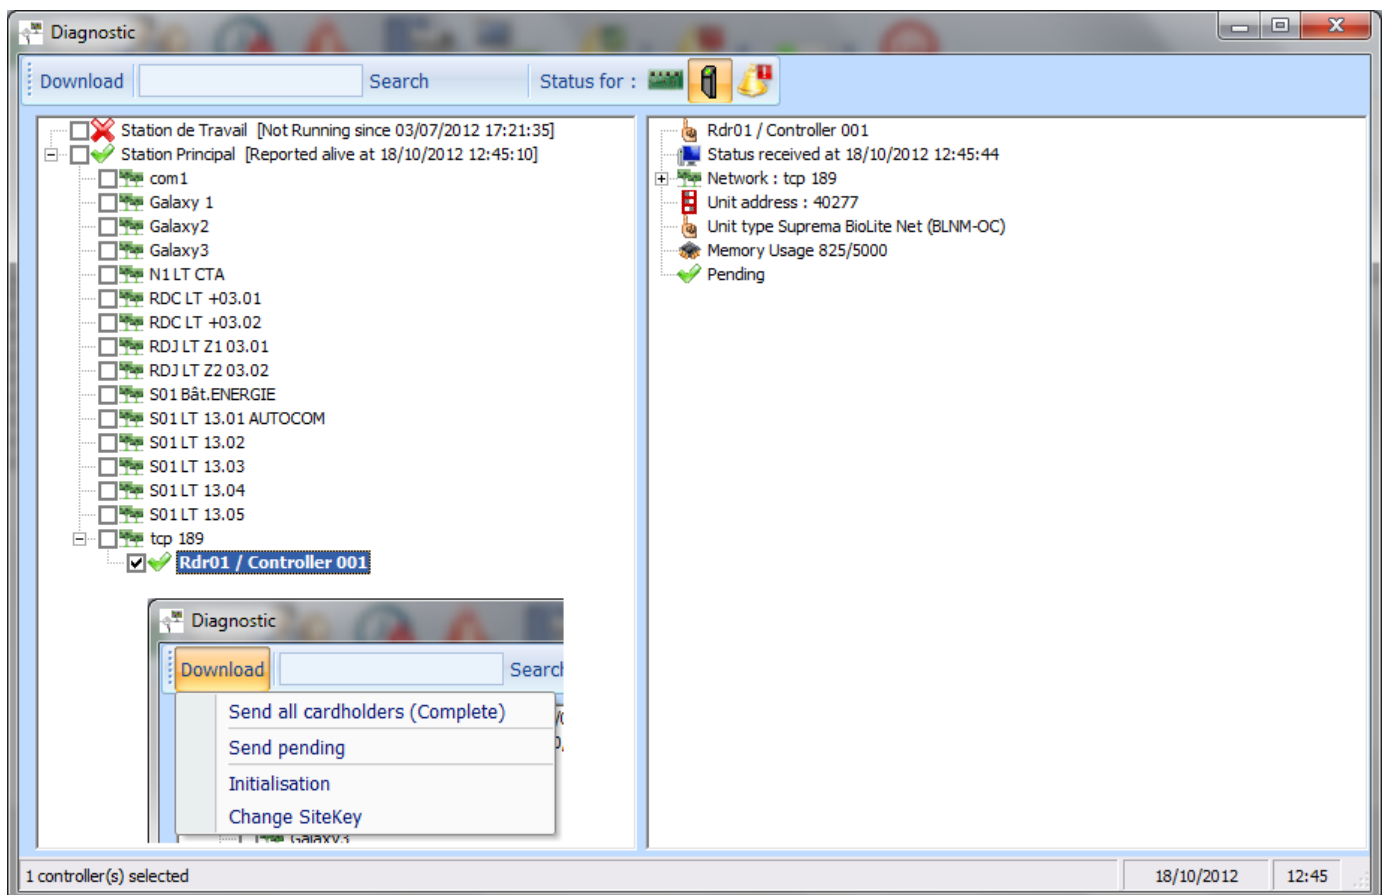 Diagnostic
Download Search Status for :
Station de Travail [Not Running since 03/07/2012 17:21:35]
Station Principal [Reported alive at 18/10/2012 12:45:10]
com1
Galaxy 1
Galaxy2
Galaxy3
N1 LT CTA
RDC LT +03.01
RDC LT +03.02
RDJ LT Z1 03.01
RDJ LT Z2 03.02
S01 Bât.ENERGIE
S01 LT 13.01 AUTOCOM
S01 LT 13.02
S01 LT 13.03
S01 LT 13.04
S01 LT 13.05
tcp 189
Rdr01 / Controller 001
Rdr01 / Controller 001
Status received at 18/10/2012 12:45:44
Network : tcp 189
Unit address : 40277
Unit type Suprema BioLite Net (BLNM-OC)
Memory Usage 825/5000
Pending
Diagnostic
Download Search
Send all cardholders (Complete)
Send pending
Initialisation
Change SiteKey
Galaxy3
1 controller(s) selected 18/10/2012 12:45